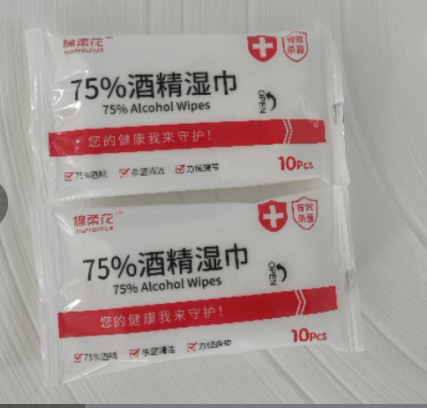 棉柔花
有效
杀菌
75%酒精湿巾
75% Alcohol Wipes
OPEN
您的健康我来守护!
75%酒精 杀菌清洁 方便携带
10Pcs
棉柔花
有效
杀菌
75%酒精湿巾
75% Alcohol Wipes
OPEN
您的健康我来守护!
75%酒精 杀菌清洁 方便携带
10Pcs